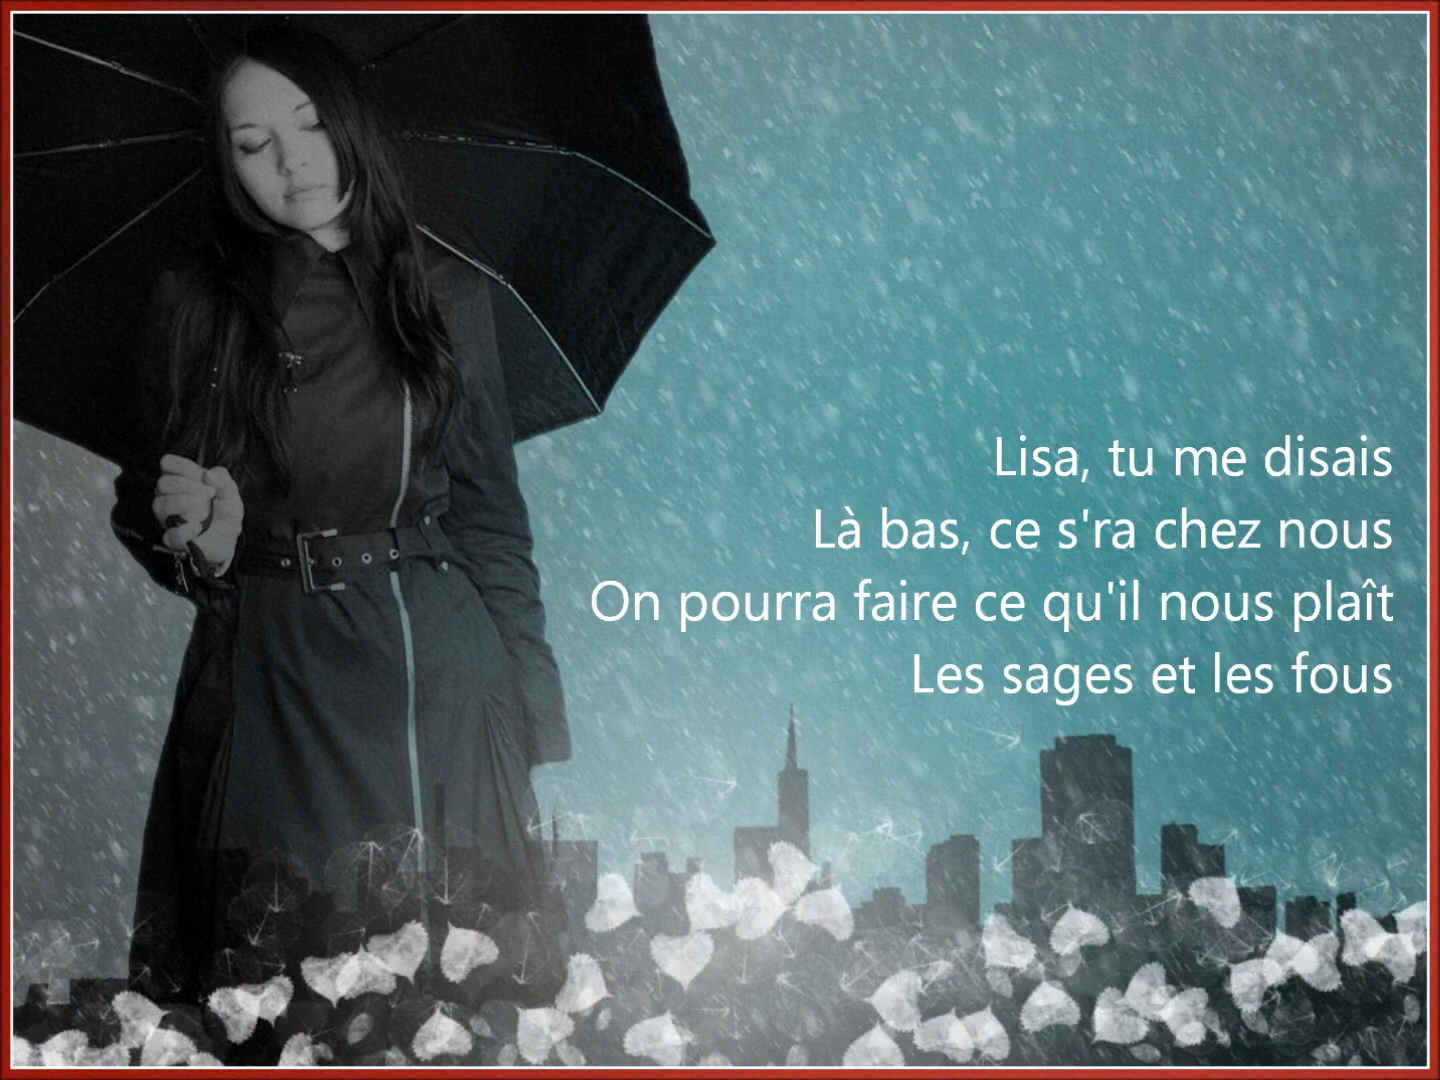 Lisa, tu me disais
Là bas, ce s'ra chez nous
On pourra faire ce qu'il nous plaît
Les sages et les fous